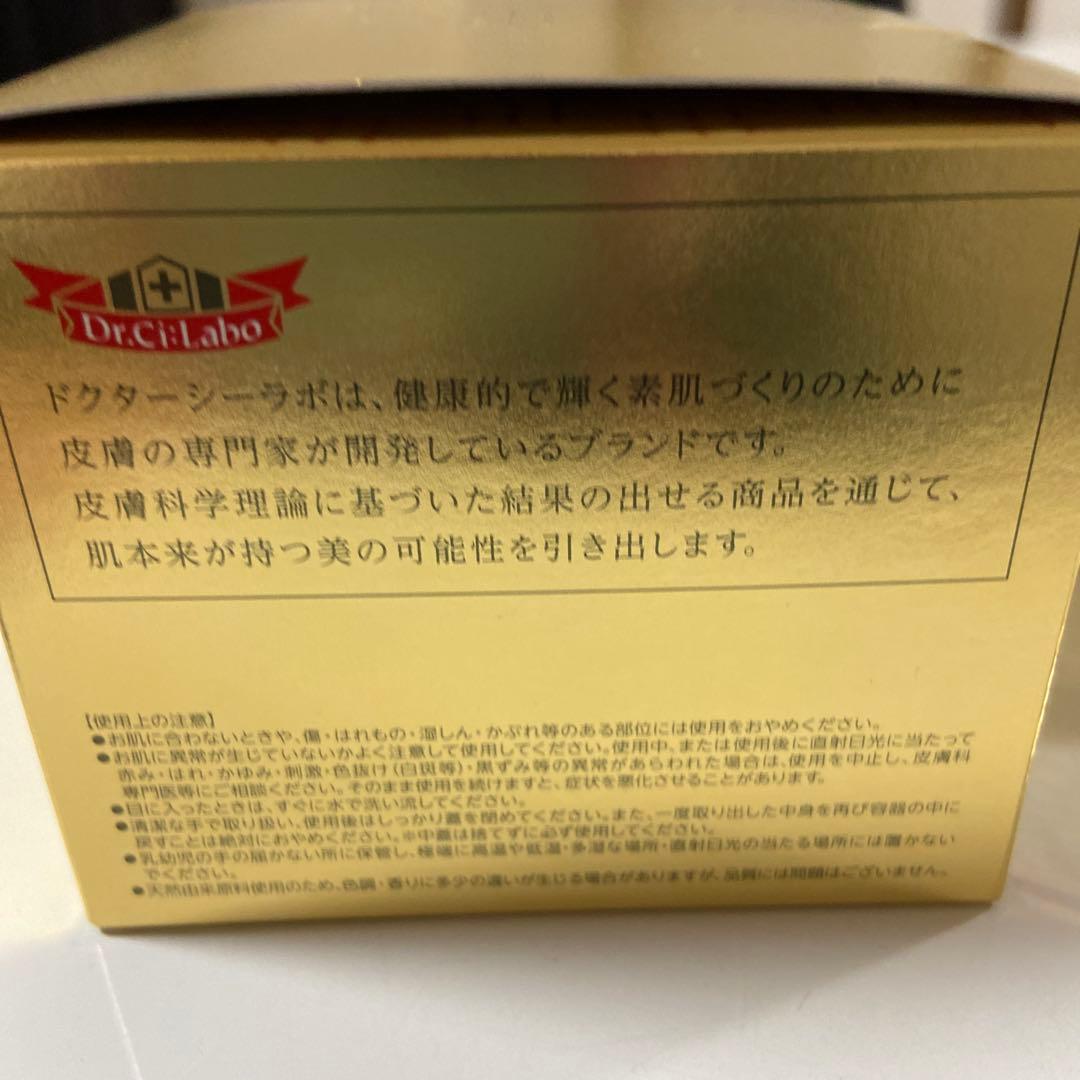 Dr.Ci:Labo
ドクターシーラボは、健康的で輝く素肌づくりのために
皮膚の専門家が開発しているブランドです。
皮膚科学理論に基づいた結果の出せる商品を通じて、
肌本来が持つ美の可能性を引き出します。
【使用上の注意】
●お肌に合わないときや、傷・はれもの・湿しん・かぶれ等のある部位には使用をおやめください。
●お肌に異常が生じていないかよく注意して使用してください。使用中、または使用後に直射日光に当たって
赤み・はれ・かゆみ・刺激・色抜け(白斑等)・黒ずみ等の異常があらわれた場合は、使用を中止し、皮膚科
専門医等にご相談ください。そのまま使用を続けますと、症状を悪化させることがあります。
●目に入ったときは、すぐに水で洗い流してください。
●清潔な手で取り扱い、使用後はしっかり蓋を閉めてください。また、一度取り出した中身を再び容器の中に
戻すことは絶対におやめください。※中蓋は捨てずに必ず使用してください。
●乳幼児の手の届かない所に保管し、極端に高温や低温・多湿な場所・直射日光の当たる場所には置かない
でください。
●天然由来原料使用のため、色調・香りに多少の違いが生じる場合がありますが、品質には問題はございません。